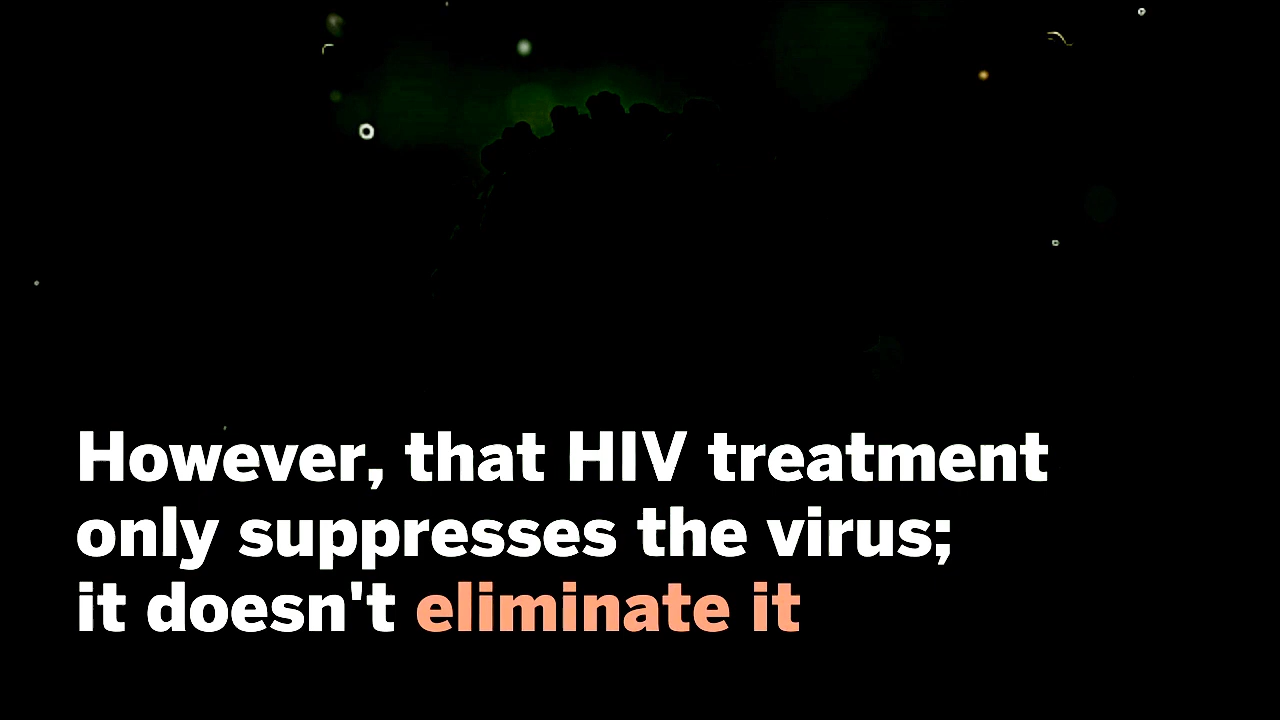 However, that HIV treatment
only suppresses the virus;
it doesn't eliminate it